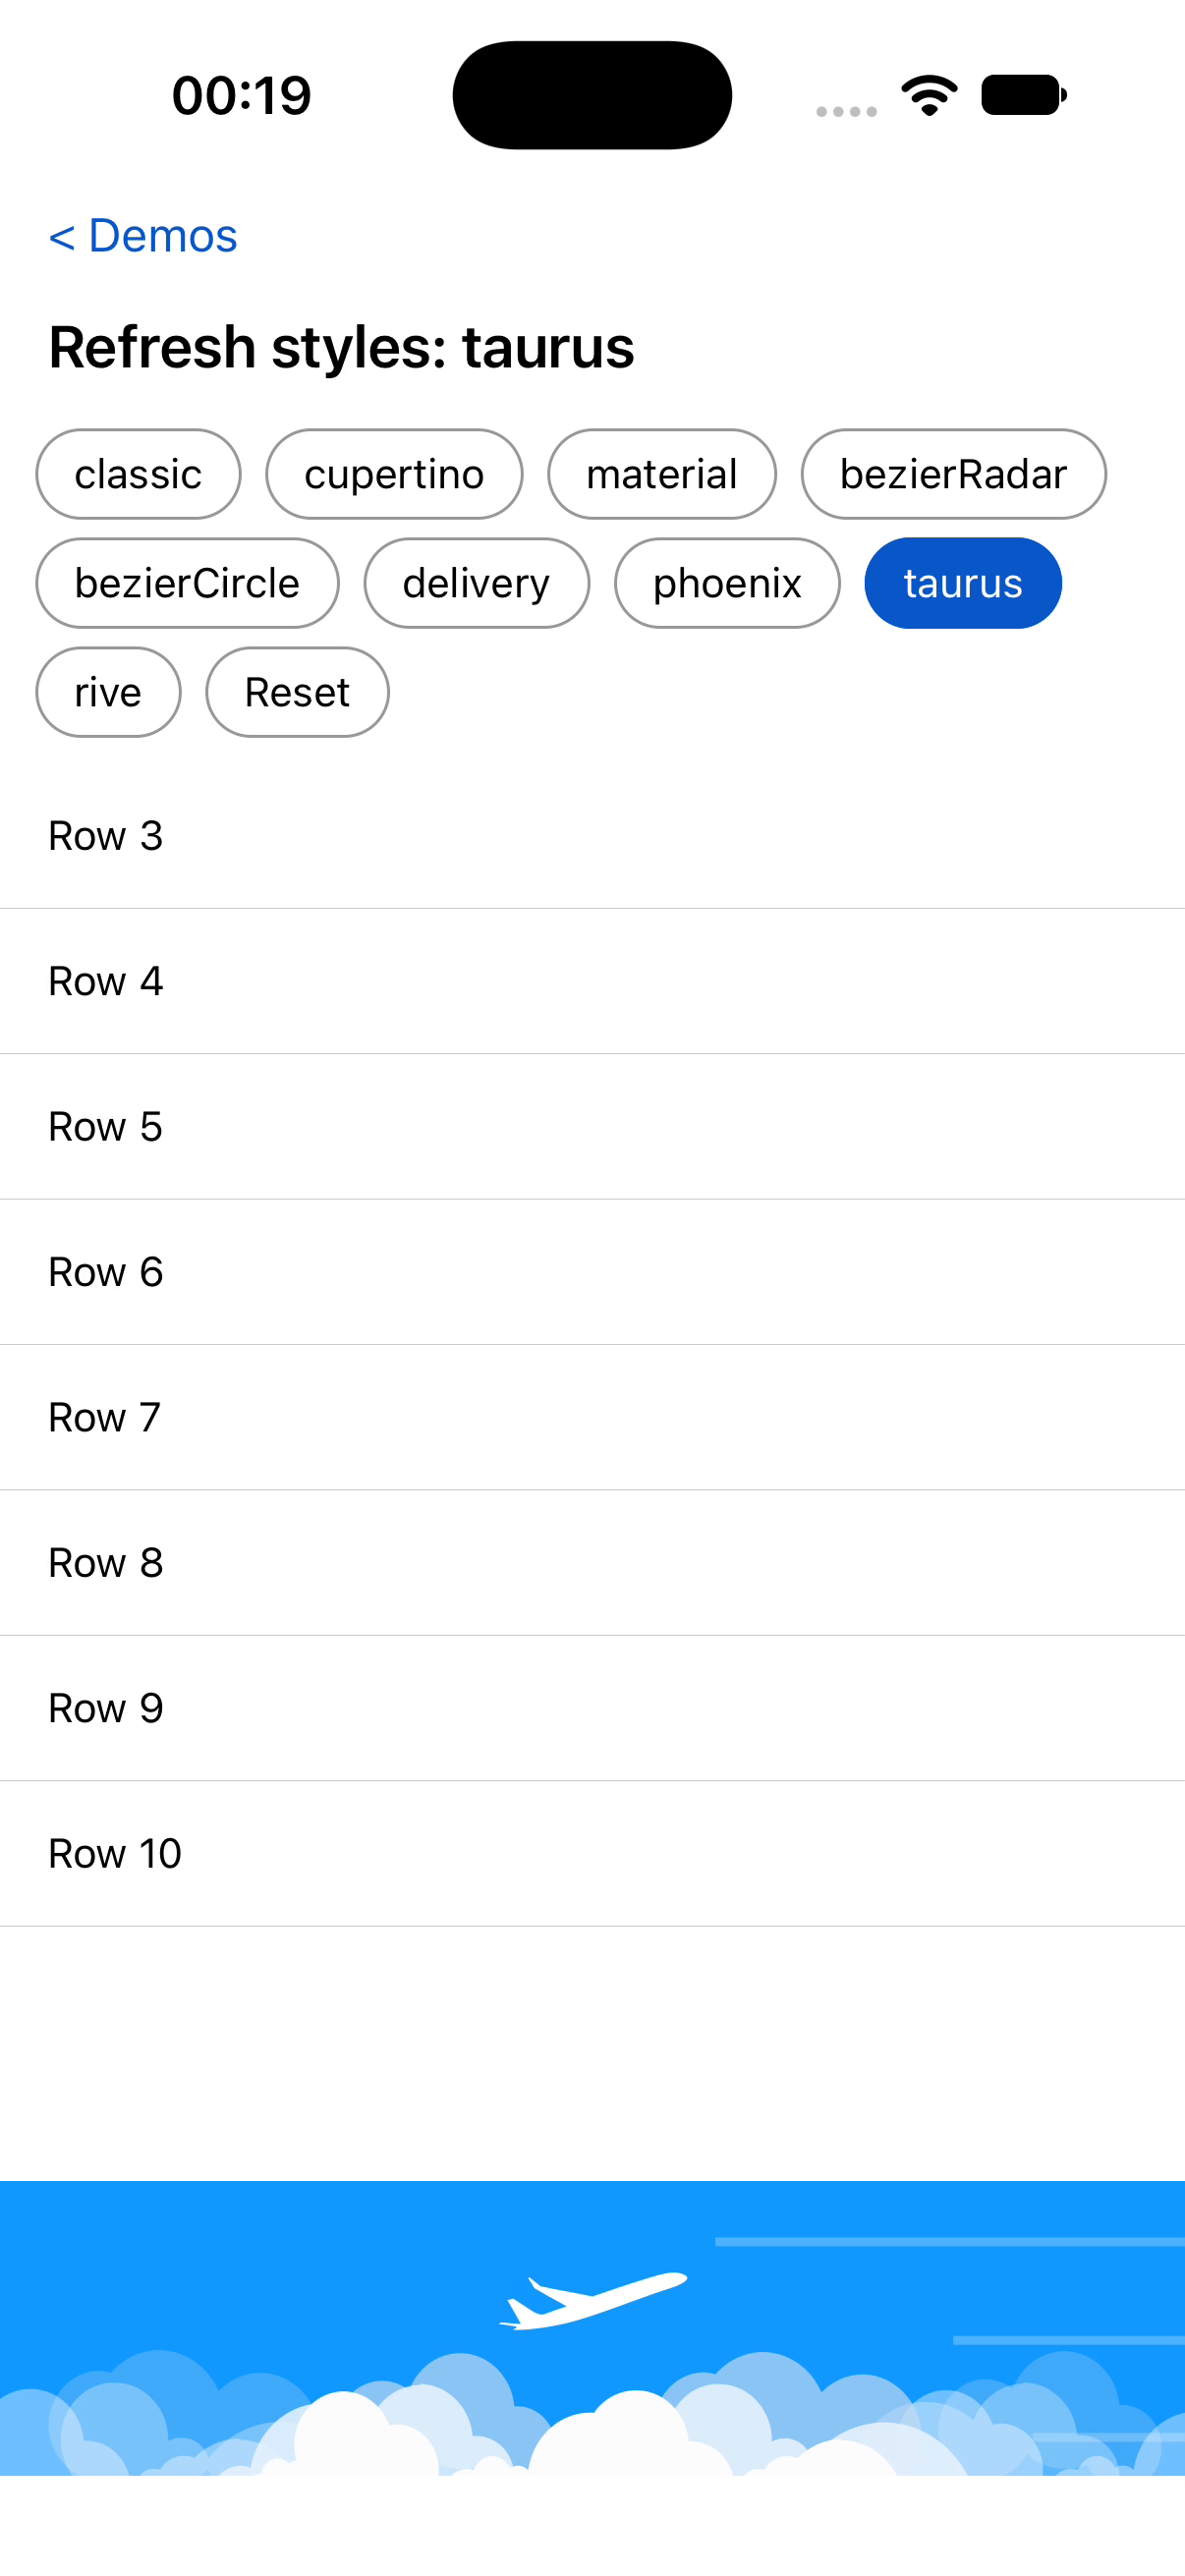 00:19
< Demos
Refresh styles: taurus
classic cupertino material bezierRadar
bezierCircle delivery phoenix taurus
rive Reset
Row 3
Row 4
Row 5
Row 6
Row 7
Row 8
Row 9
Row 10